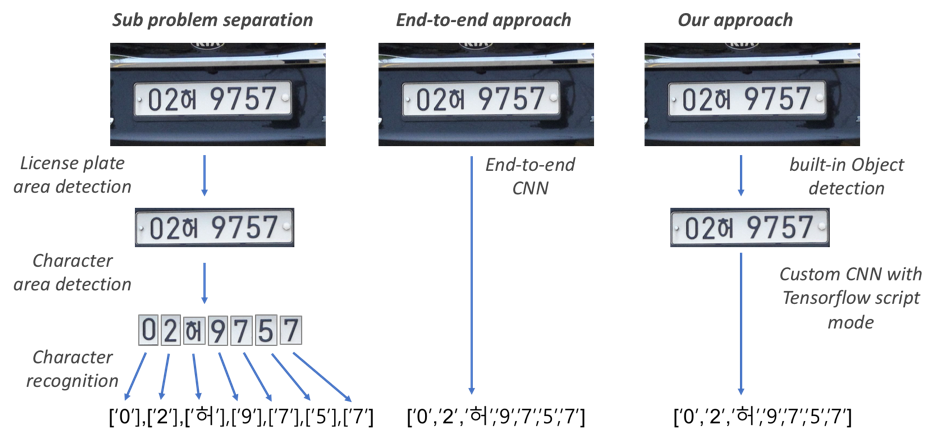 Sub problem separation
End-to-end approach
Our approach
KIA
02허 9757
02허 9757
02허 9757
License plate
area detection
End-to-end
CNN
built-in Object
detection
02허 9757
02허 9757
Character
area detection
Custom CNN with
Tensorflow script
mode
02허9757
Character
recognition
['0'],['2'],['허'],['9'],['7'],['5'],['7']
['0','2','허','9','7','5','7']
['0','2','허','9','7','5','7']